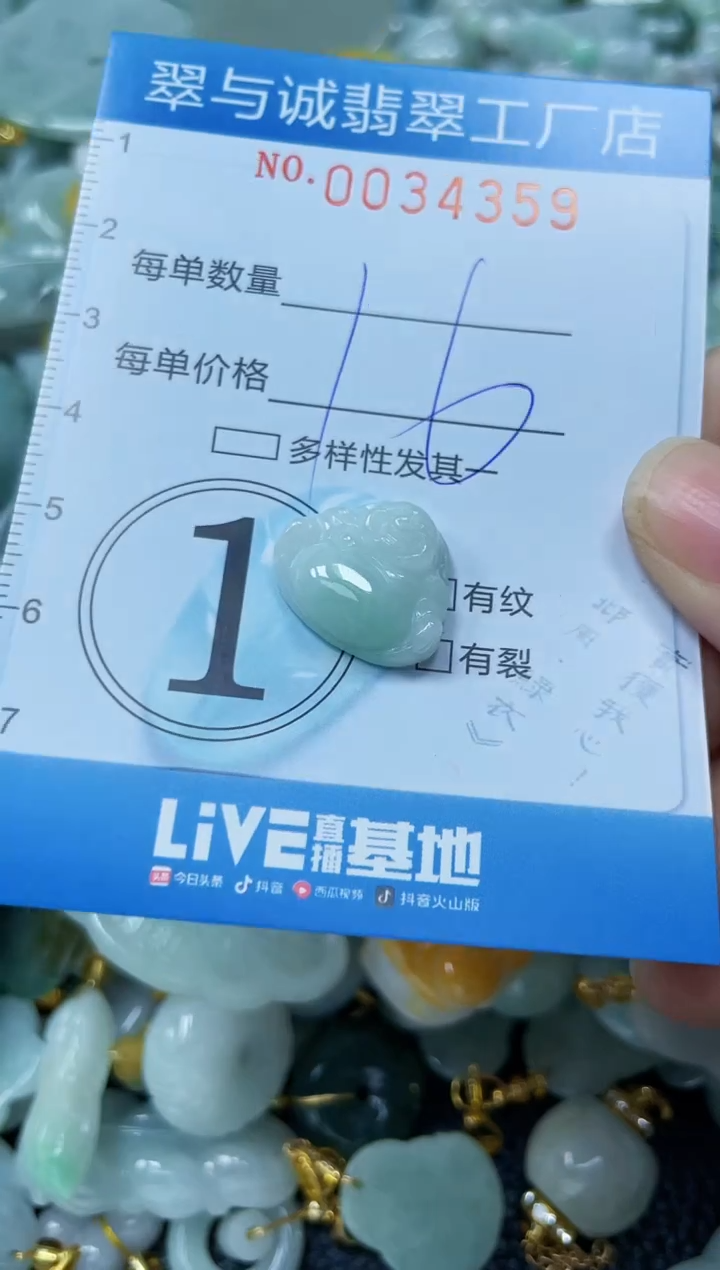 翠与诚翡翠工厂店
NO.0034359
1
2
3
4
5
6
7
每单数量
每单价格
16
多样性发其一
1
有纹
有裂
LiVE直播基地
今日头条 抖音 西瓜视频 抖音火山版